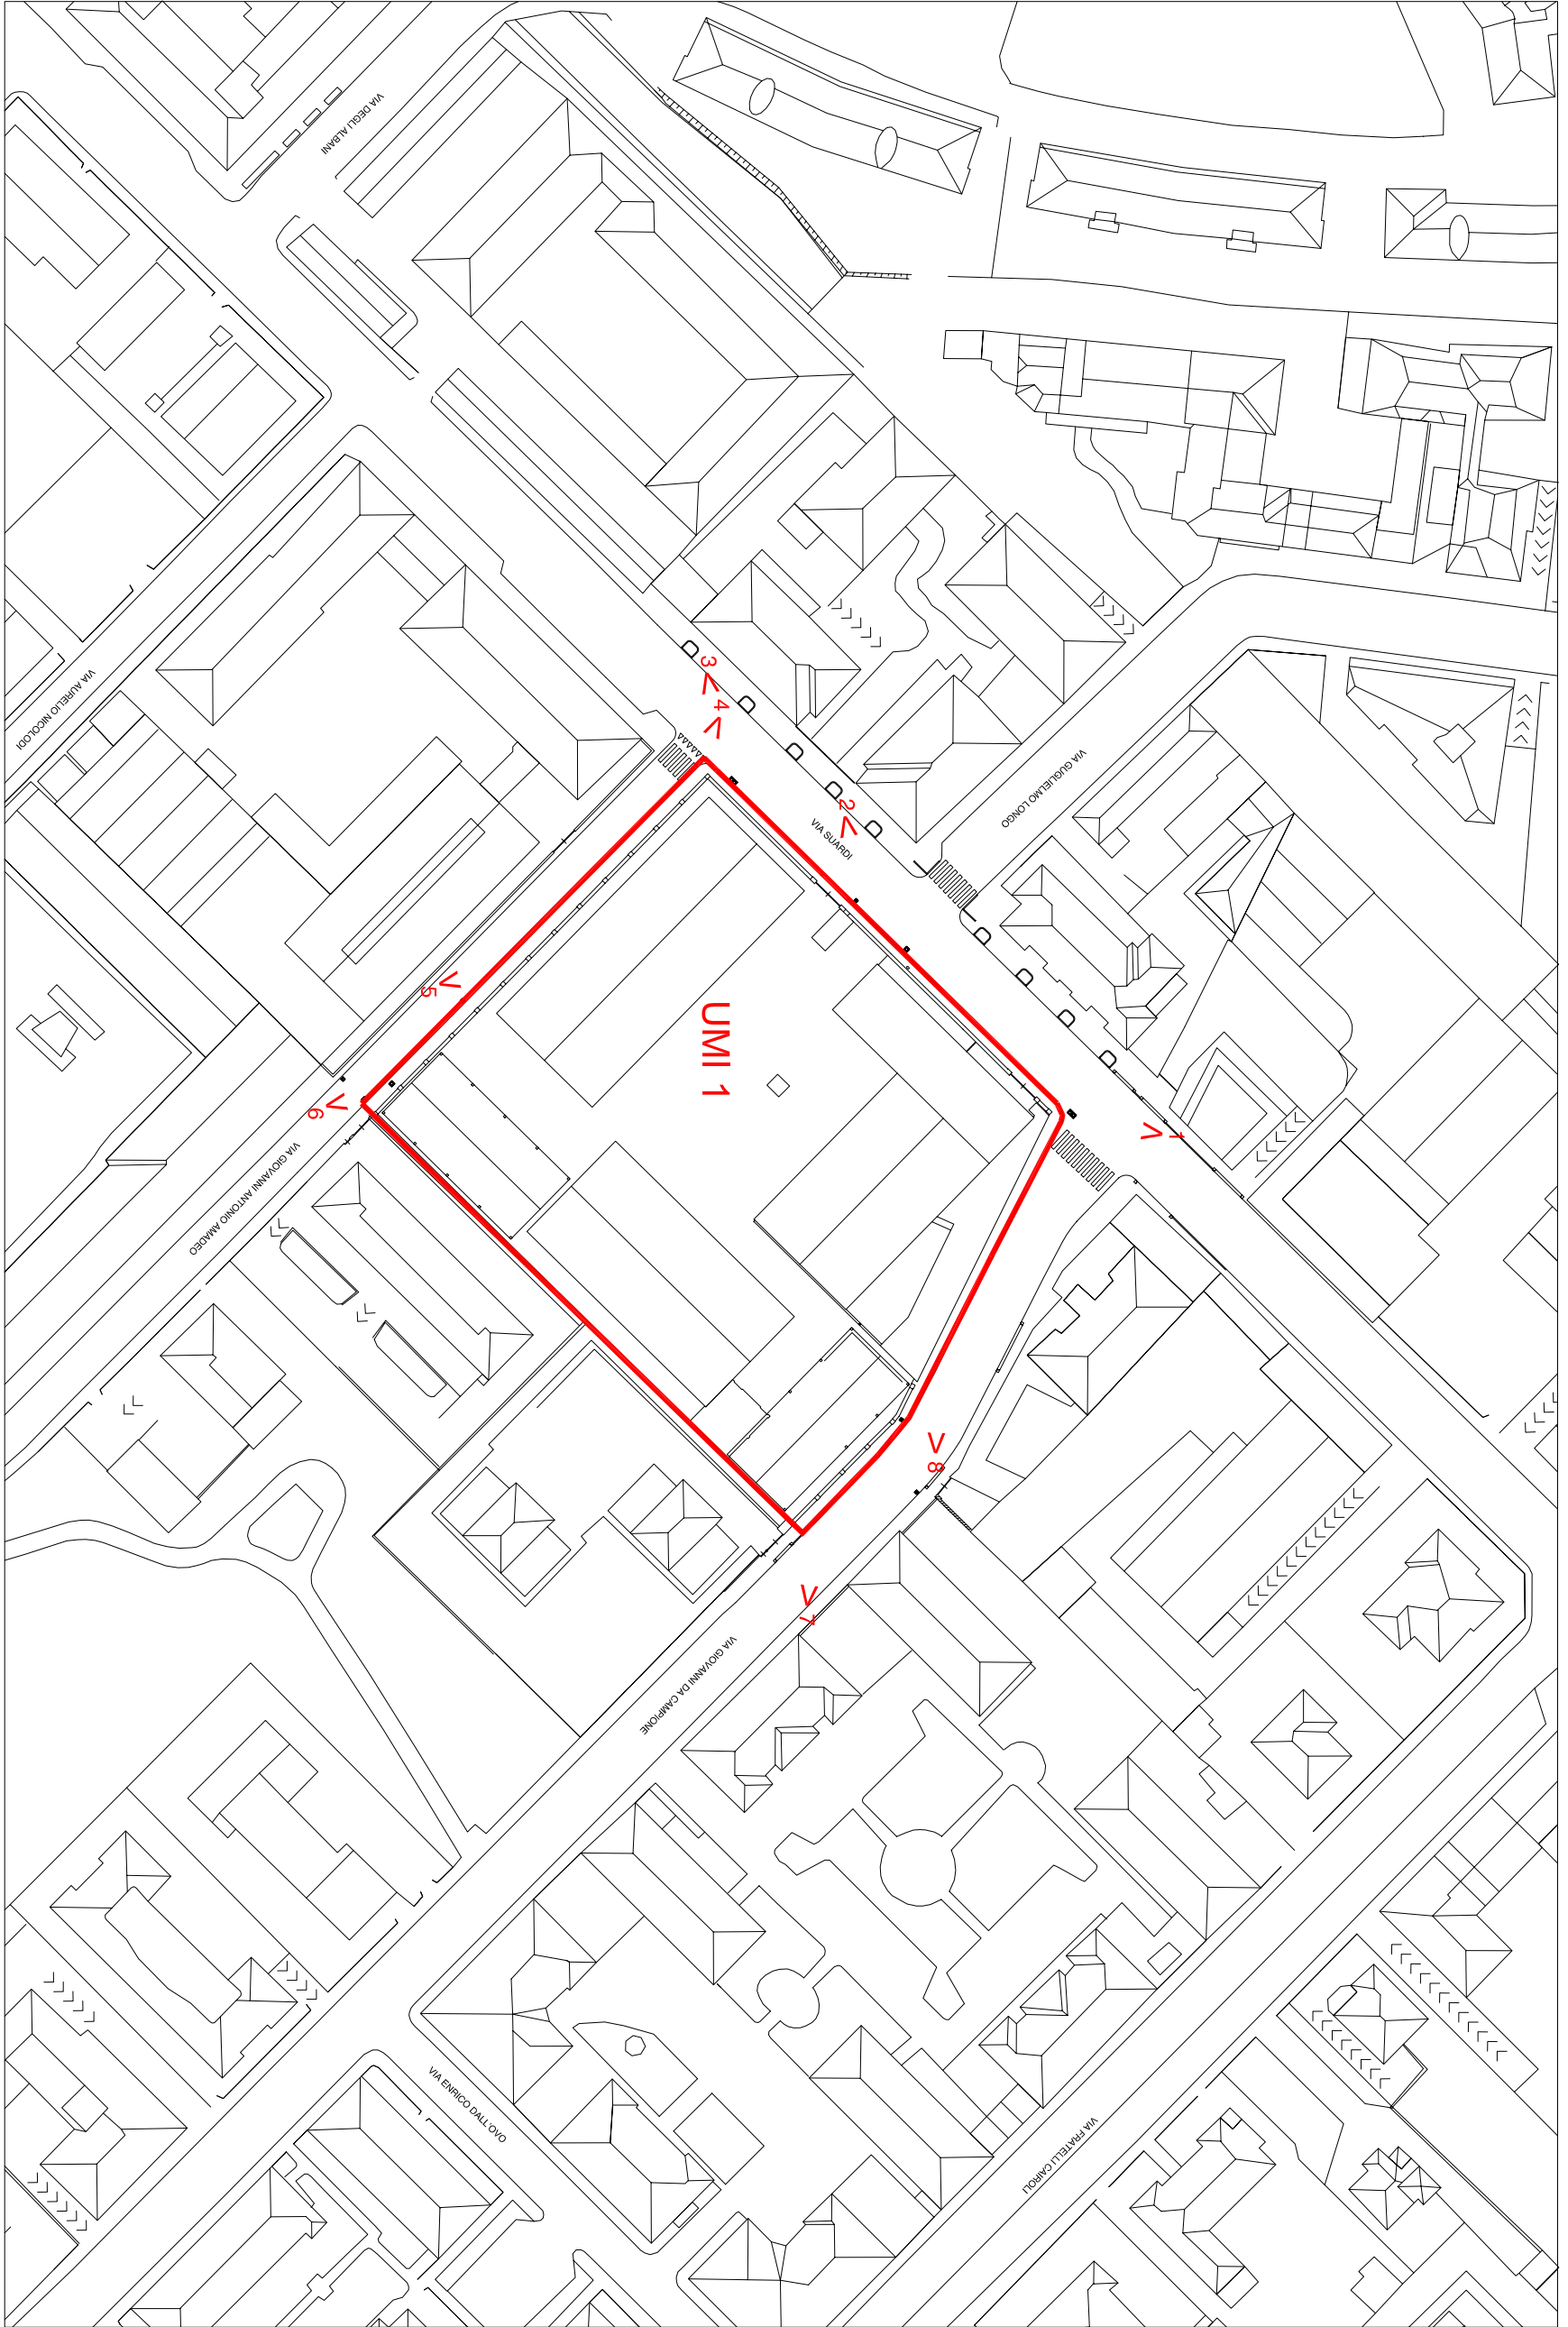 VIA DEGLI ALBANI
VIA AURELIO NICOLODI
3
4
2
VIA SUARDI
VIA GUGLIELMO LONGO
5
UMI 1
6
1
VIA GIOVANNI ANTONIO AMADEO
8
7
VIA GIOVANNI DA CAMPIONE
VIA ENRICO DALL'OVO
VIA FRATELLI CAIROLI